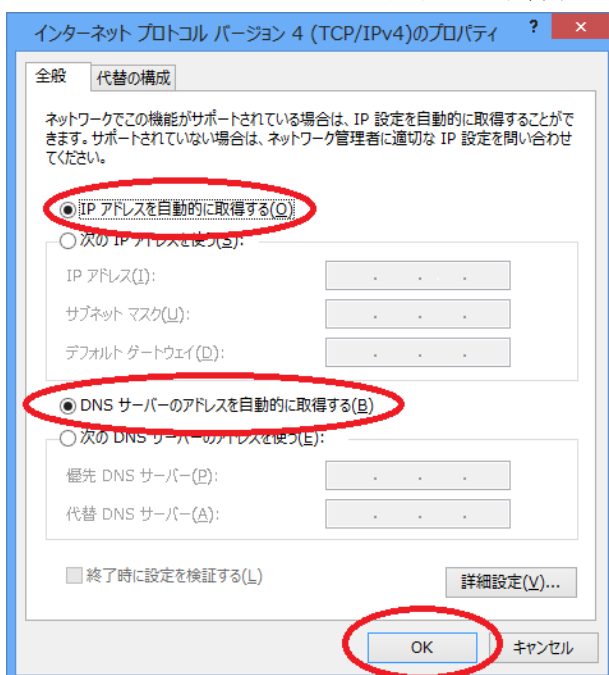 インターネット プロトコル バージョン 4 (TCP/IPv4)のプロパティ ? ×
全般 代替の構成
ネットワークでこの機能がサポートされている場合は、IP 設定を自動的に取得することがで
きます。サポートされていない場合は、ネットワーク管理者に適切な IP 設定を問い合わせ
てください。
IP アドレスを自動的に取得する(O)
次の IP アドレスを使う(S):
IP アドレス(I):
サブネット マスク(U):
デフォルト ゲートウェイ(D):
DNS サーバーのアドレスを自動的に取得する(B)
次の DNS サーバーのアドレスを使う(E):
優先 DNS サーバー(P):
代替 DNS サーバー(A):
終了時に設定を検証する(L)
詳細設定(V)...
OK キャンセル